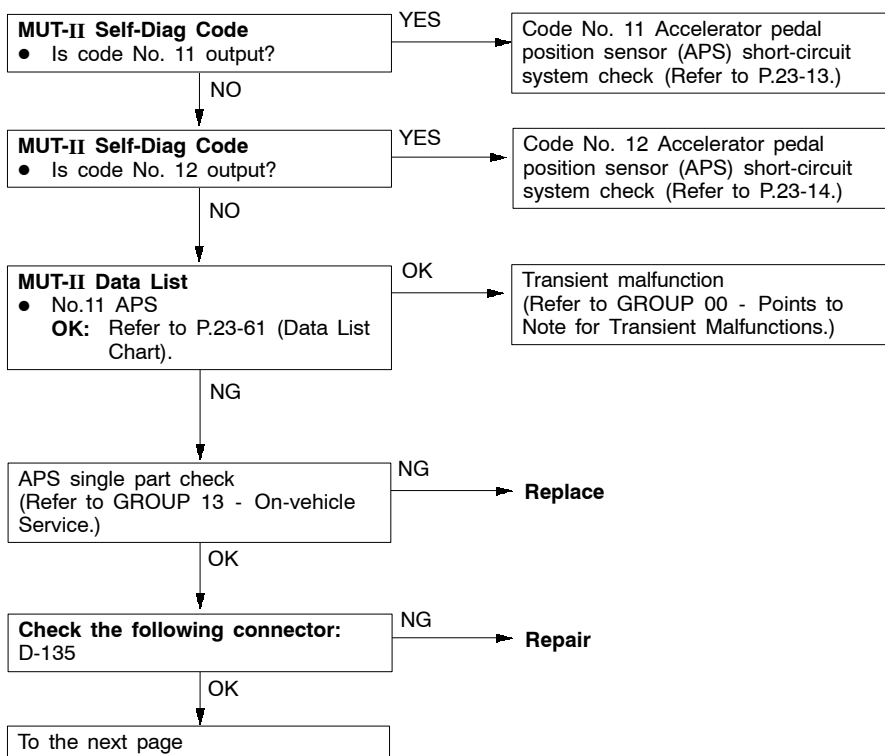 MUT-II Self-Diag Code
● Is code No. 11 output?
YES
Code No. 11 Accelerator pedal
position sensor (APS) short-circuit
system check (Refer to P.23-13.)
NO
MUT-II Self-Diag Code
● Is code No. 12 output?
YES
Code No. 12 Accelerator pedal
position sensor (APS) short-circuit
system check (Refer to P.23-14.)
NO
MUT-II Data List
● No.11 APS
OK: Refer to P.23-61 (Data List
Chart).
OK
Transient malfunction
(Refer to GROUP 00 - Points to
Note for Transient Malfunctions.)
NG
APS single part check
(Refer to GROUP 13 - On-vehicle
Service.)
NG
Replace
OK
Check the following connector:
D-135
NG
Repair
OK
To the next page